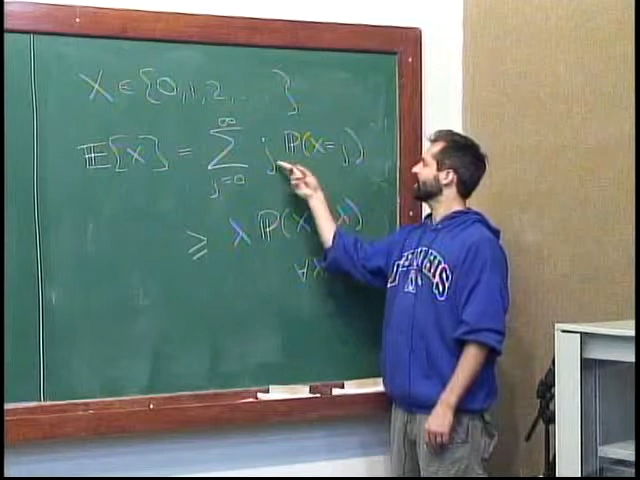 X ∈ {0, 1, 2, ... }
𝔼[X] = ∑_{j=0}^{∞} j ℙ(X = j)
≥ λ ℙ(X λ)
∀